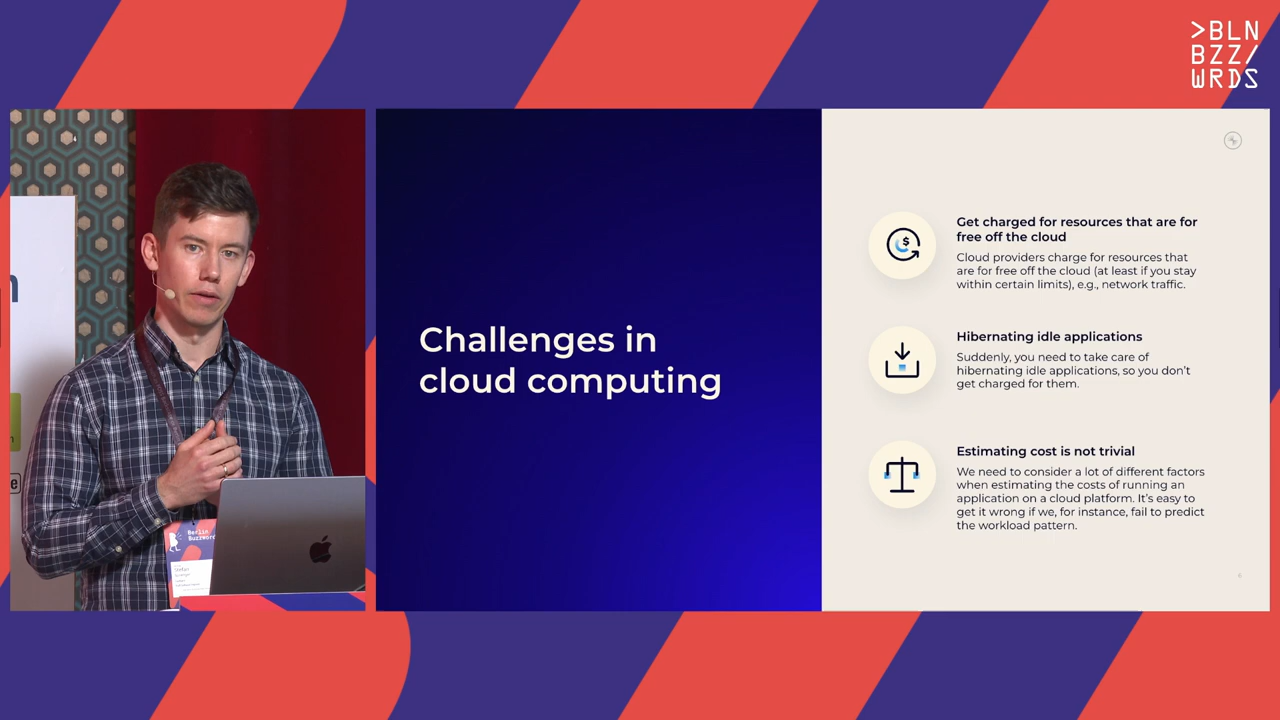 >BLN
BZZ/
WRDS
Challenges in
cloud computing
Get charged for resources that are for
free off the cloud
Cloud providers charge for resources that
are for free off the cloud (at least if you stay
within certain limits), e.g., network traffic.
Hibernating idle applications
Suddenly, you need to take care of
hibernating idle applications, so you don't
get charged for them.
Estimating cost is not trivial
We need to consider a lot of different factors
when estimating the costs of running an
application on a cloud platform. It's easy to
get it wrong if we, for instance, fail to predict
the workload pattern.
Berlin